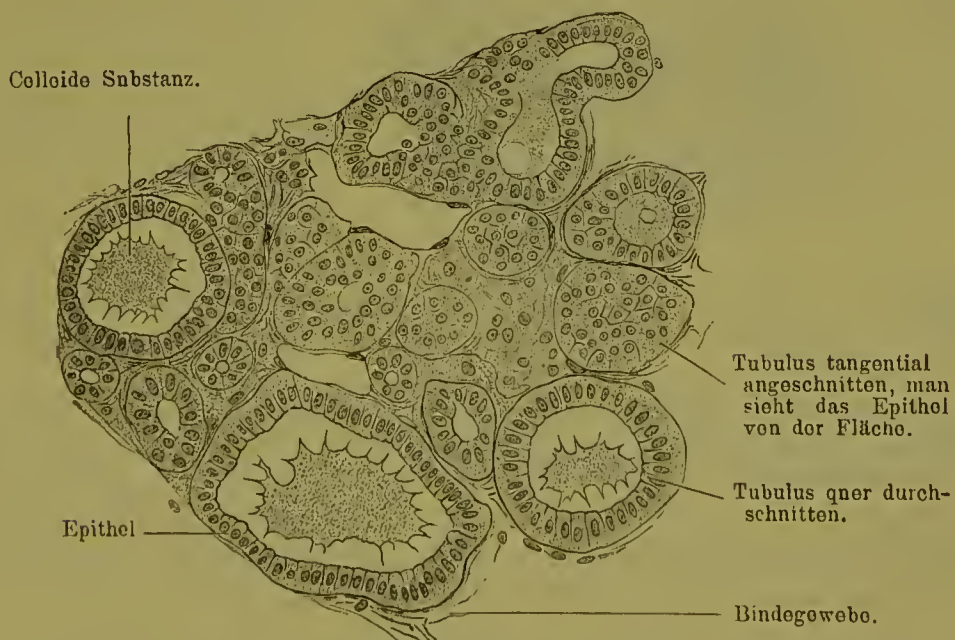 Colloide Substanz.
Tubulus tangential
angeschnitten, man
sieht das Epithel
von der Fläche.
Tubulus quer durch-
schnitten.
Epithel
Bindegewebe.